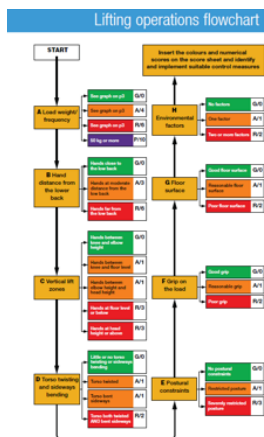 Lifting operations flowchart
START
A Load weight/
frequency
See graph on p3 G/0
See graph on p3 A/4
See graph on p3 R/6
50 kg or more P/10
B Hand
distance from
the lower
back
Hands close to
the low back G/0
Hands at moderate
distance from the
low back A/3
Hands far from
the low back R/6
C Vertical lift
zones
Hands between
knee and elbow height G/0
Hands between
knee and floor level A/1
Hands between
elbow height and
head height A/1
Hands at floor level
or below R/3
Hands at head
height or above R/3
D Torso twisting
and sideways
bending
Little or no torso
twisting or sideways
bending G/0
Torso twisted A/1
Torso bent
sideways A/1
Torso both twisted
AND bent sideways R/2
Insert the colours and numerical
scores on the score sheet and identify
and implement suitable control measures
H
Environmental
factors
No factors G/0
One factor A/1
Two or more factors R/2
G Floor
surface
Good floor surface G/0
Reasonable floor
surface A/1
Poor floor surface R/2
F Grip on
the load
Good grip G/0
Reasonable grip A/1
Poor grip R/2
E Postural
constraints
No postural
constraints G/0
Restricted posture A/1
Severely restricted
posture R/3